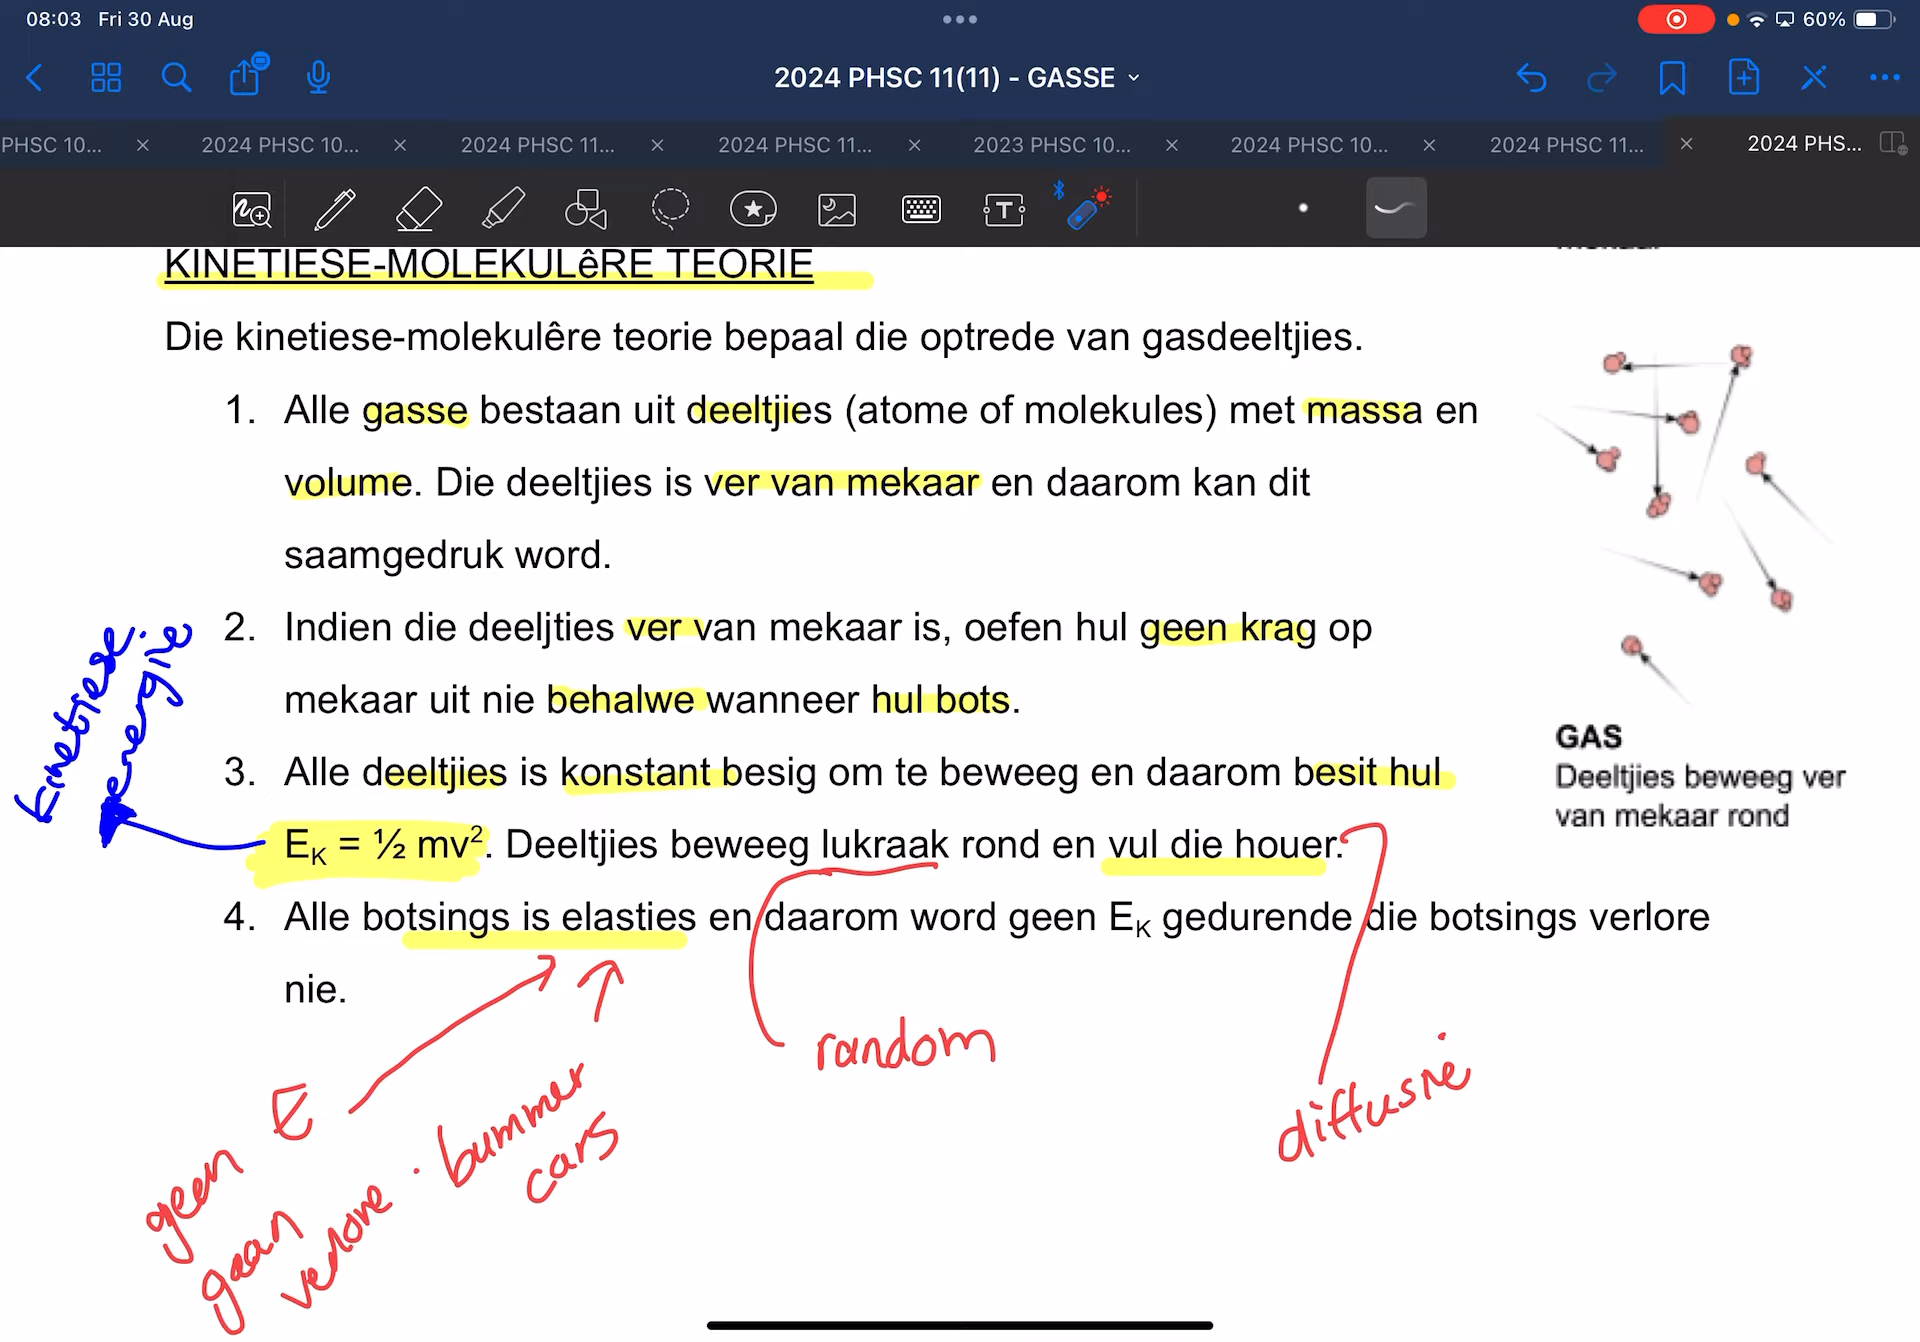 08:03 Fri 30 Aug
60%
2024 PHSC 11(11) - GASSE
PHSC 10... 2024 PHSC 10... 2024 PHSC 11... 2024 PHSC 11... 2023 PHSC 10... 2024 PHSC 10... 2024 PHSC 11... 2024 PHS...
KINETIESE-MOLEKULêRE TEORIE
Die kinetiese-molekulêre teorie bepaal die optrede van gasdeeltjies.
1. Alle gasse bestaan uit deeltjies (atome of molekules) met massa en
volume. Die deeltjies is ver van mekaar en daarom kan dit
saamgedruk word.
2. Indien die deeljties ver van mekaar is, oefen hul geen krag op
mekaar uit nie behalwe wanneer hul bots.
3. Alle deeltjies is konstant besig om te beweeg en daarom besit hul
EK = ½ mv². Deeltjies beweeg lukraak rond en vul die houer.
4. Alle botsings is elasties en daarom word geen EK gedurende die botsings verlore
nie.
kinetiese
energie
GAS
Deeltjies beweeg ver
van mekaar rond
random
diffusie
geen E
gaan
verlore
· bummer
cars